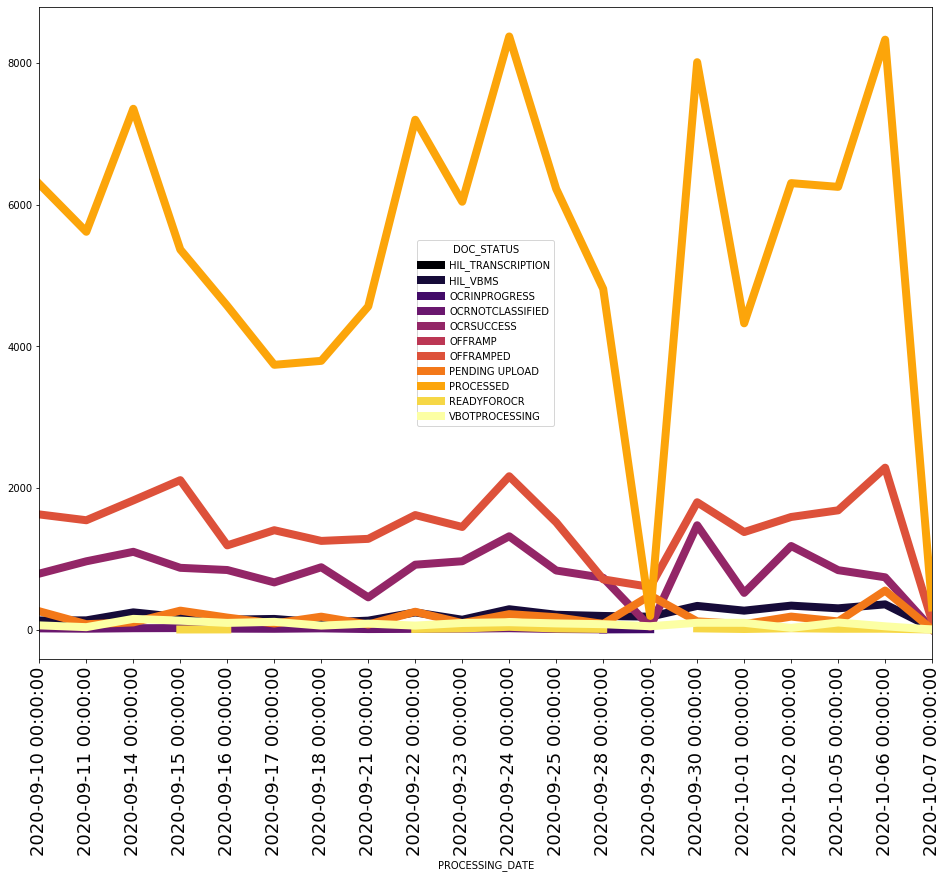 8000
6000
4000
2000
0
DOC_STATUS
HIL_TRANSCRIPTION
HIL_VBMS
OCRINPROGRESS
OCRNOTCLASSIFIED
OCRSUCCESS
OFFRAMP
OFFRAMPED
PENDING UPLOAD
PROCESSED
READYFOROCR
VBOTPROCESSING
2020-09-10 00:00:00
2020-09-11 00:00:00
2020-09-14 00:00:00
2020-09-15 00:00:00
2020-09-16 00:00:00
2020-09-17 00:00:00
2020-09-18 00:00:00
2020-09-21 00:00:00
2020-09-22 00:00:00
2020-09-23 00:00:00
2020-09-24 00:00:00
2020-09-25 00:00:00
2020-09-28 00:00:00
2020-09-29 00:00:00
2020-09-30 00:00:00
2020-10-01 00:00:00
2020-10-02 00:00:00
2020-10-05 00:00:00
2020-10-06 00:00:00
2020-10-07 00:00:00
PROCESSING_DATE